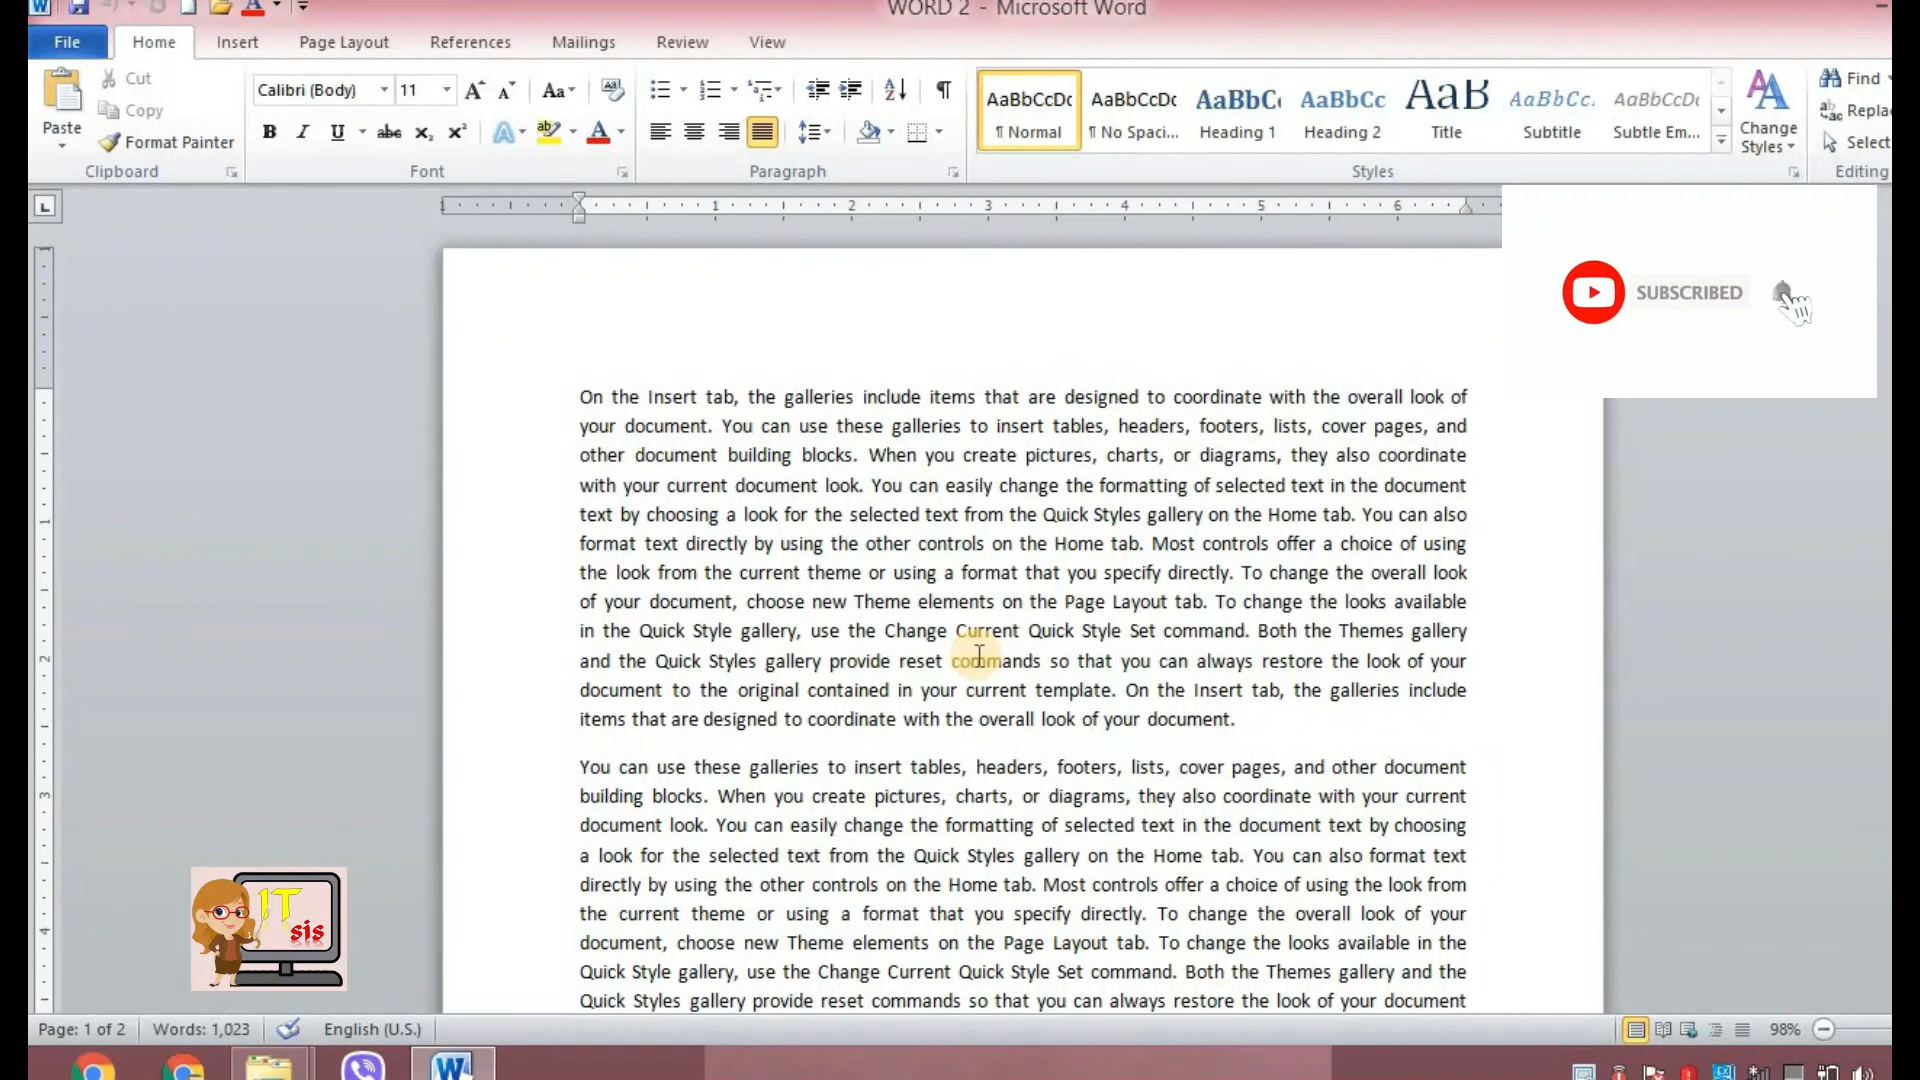 WORD 2 - Microsoft Word
File Home Insert Page Layout References Mailings Review View
Paste
Cut
Copy
Format Painter
Clipboard
Calibri (Body) 11
Font
Paragraph
AaBbCcDc AaBbCcDc AaBbC AaBbCc AaB AaBbCc. AaBbCcDc
¶ Normal ¶ No Spaci... Heading 1 Heading 2 Title Subtitle Subtle Em...
Styles
Change Styles
Find
Replac
Select
Editing
1 1 2 3 4 5 6
SUBSCRIBED
On the Insert tab, the galleries include items that are designed to coordinate with the overall look of
your document. You can use these galleries to insert tables, headers, footers, lists, cover pages, and
other document building blocks. When you create pictures, charts, or diagrams, they also coordinate
with your current document look. You can easily change the formatting of selected text in the document
text by choosing a look for the selected text from the Quick Styles gallery on the Home tab. You can also
format text directly by using the other controls on the Home tab. Most controls offer a choice of using
the look from the current theme or using a format that you specify directly. To change the overall look
of your document, choose new Theme elements on the Page Layout tab. To change the looks available
in the Quick Style gallery, use the Change Current Quick Style Set command. Both the Themes gallery
and the Quick Styles gallery provide reset commands so that you can always restore the look of your
document to the original contained in your current template. On the Insert tab, the galleries include
items that are designed to coordinate with the overall look of your document.
You can use these galleries to insert tables, headers, footers, lists, cover pages, and other document
building blocks. When you create pictures, charts, or diagrams, they also coordinate with your current
document look. You can easily change the formatting of selected text in the document text by choosing
a look for the selected text from the Quick Styles gallery on the Home tab. You can also format text
directly by using the other controls on the Home tab. Most controls offer a choice of using the look from
the current theme or using a format that you specify directly. To change the overall look of your
document, choose new Theme elements on the Page Layout tab. To change the looks available in the
Quick Style gallery, use the Change Current Quick Style Set command. Both the Themes gallery and the
Quick Styles gallery provide reset commands so that you can always restore the look of your document
IT
sis
Page: 1 of 2 Words: 1,023 English (U.S.) 98%